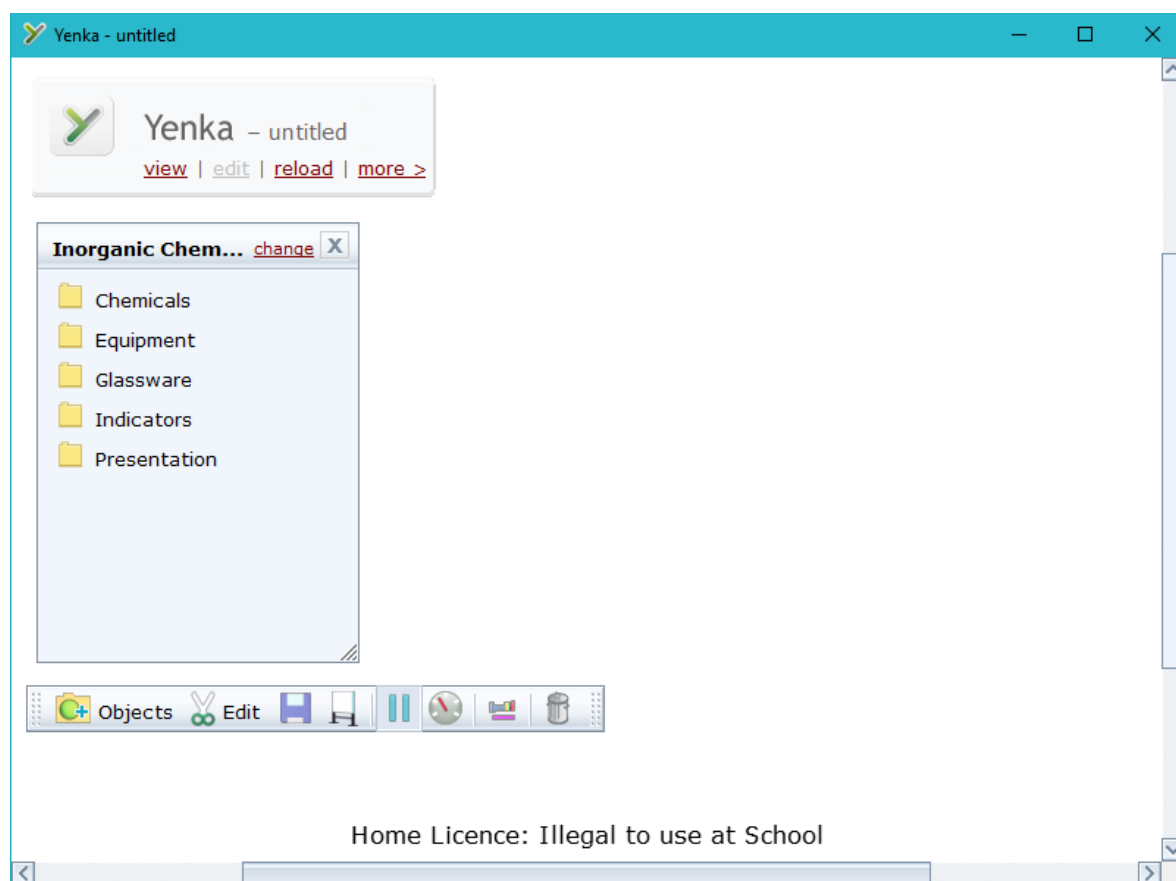 Yenka - untitled
Yenka – untitled
view | edit | reload | more >
Inorganic Chem... change X
Chemicals
Equipment
Glassware
Indicators
Presentation
Objects Edit
Home Licence: Illegal to use at School